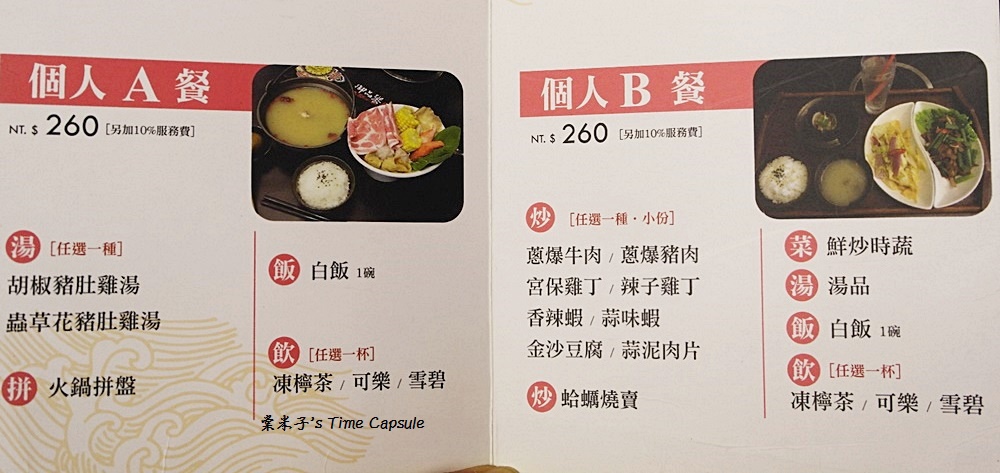 個人 A 餐
NT. $ 260 [另加10%服務費]
湯 [任選一種]
胡椒豬肚雞湯
蟲草花豬肚雞湯
拼 火鍋拼盤
飯 白飯 1碗
飲 [任選一杯]
凍檸茶 / 可樂 / 雪碧
個人 B 餐
NT. $ 260 [另加10%服務費]
炒 [任選一種・小份]
蔥爆牛肉 / 蔥爆豬肉
宮保雞丁 / 辣子雞丁
香辣蝦 / 蒜味蝦
金沙豆腐 / 蒜泥肉片
炒 蛤蠣燒賣
菜 鮮炒時蔬
湯 湯品
飯 白飯 1碗
飲 [任選一杯]
凍檸茶 / 可樂 / 雪碧
栗米子's Time Capsule